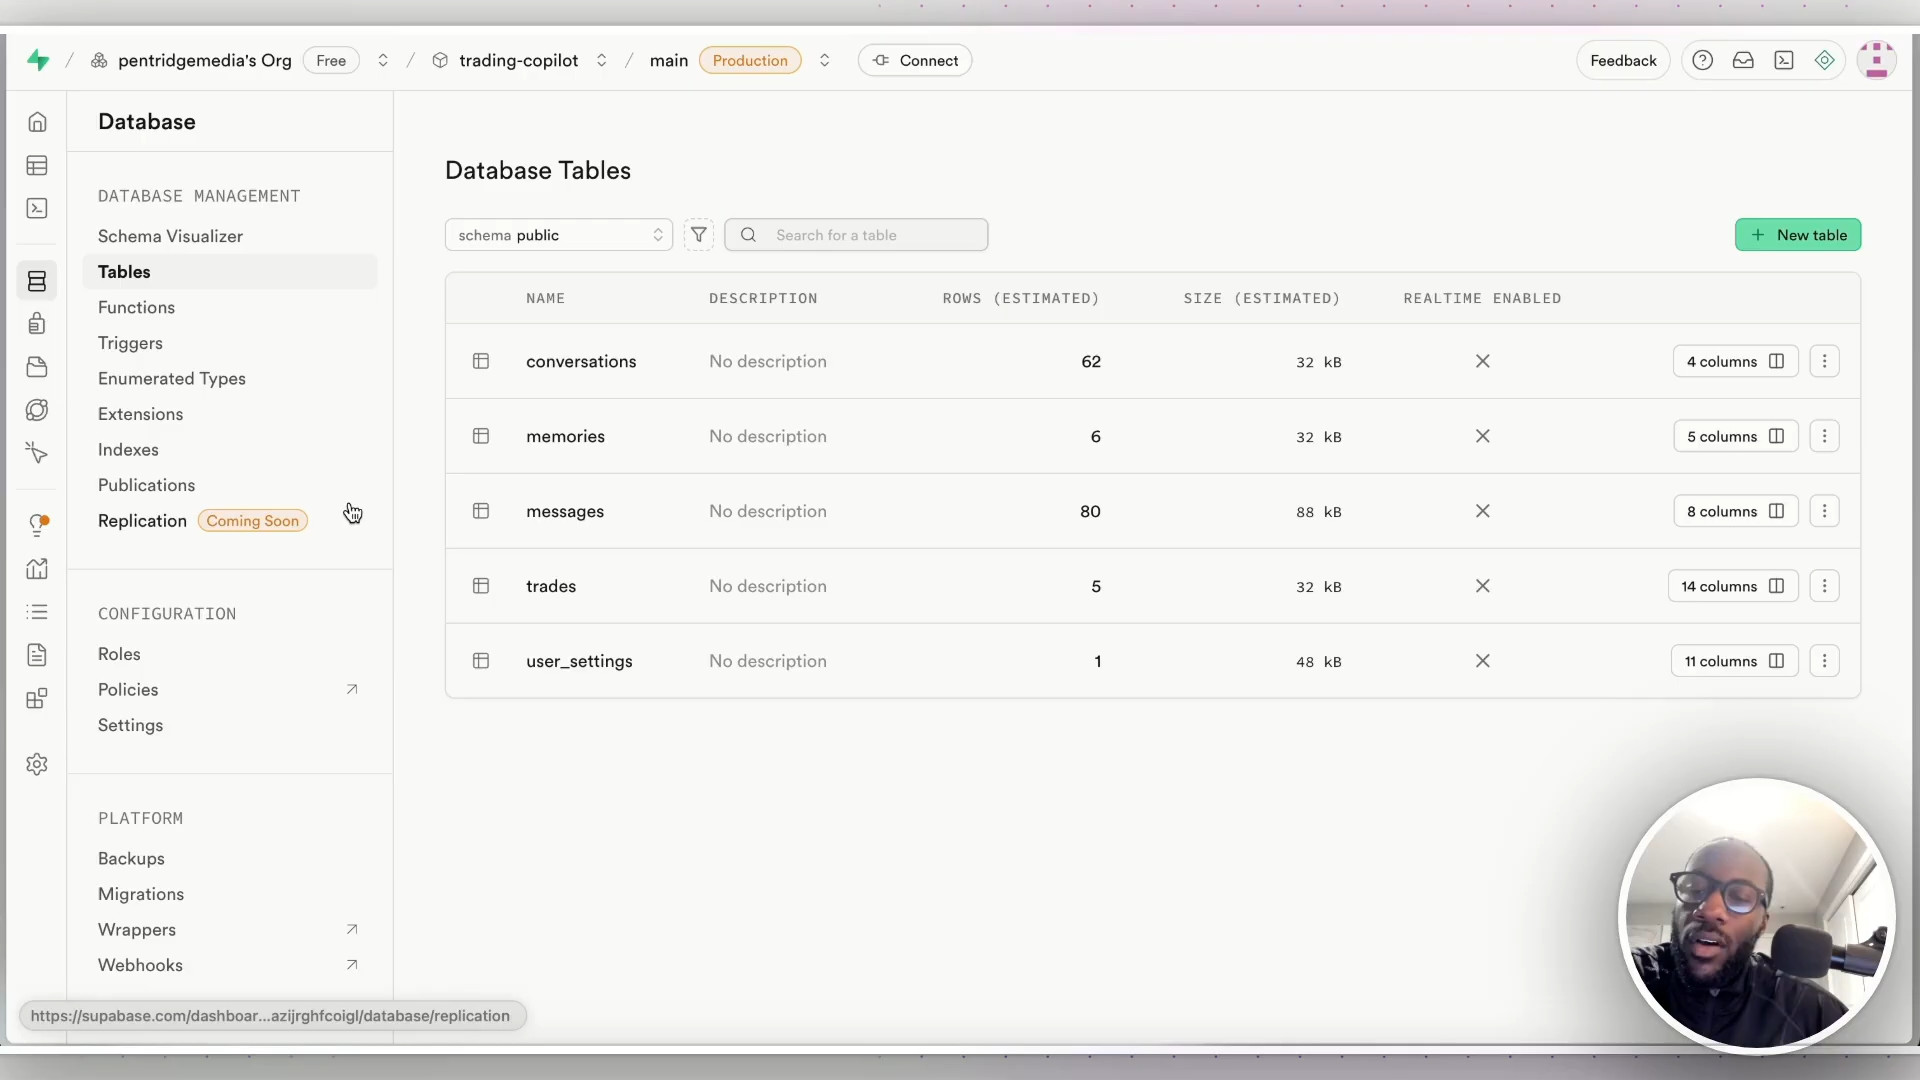 / pentridgemedia's Org Free / trading-copilot / main Production Connect Feedback
Database
DATABASE MANAGEMENT
Schema Visualizer
Tables
Functions
Triggers
Enumerated Types
Extensions
Indexes
Publications
Replication Coming Soon
CONFIGURATION
Roles
Policies
Settings
PLATFORM
Backups
Migrations
Wrappers
Webhooks
https://supabase.com/dashboar...azijrghfcoigl/database/replication
Database Tables
schema public Search for a table + New table
NAME DESCRIPTION ROWS (ESTIMATED) SIZE (ESTIMATED) REALTIME ENABLED
conversations No description 62 32 kB 4 columns
memories No description 6 32 kB 5 columns
messages No description 80 88 kB 8 columns
trades No description 5 32 kB 14 columns
user_settings No description 1 48 kB 11 columns